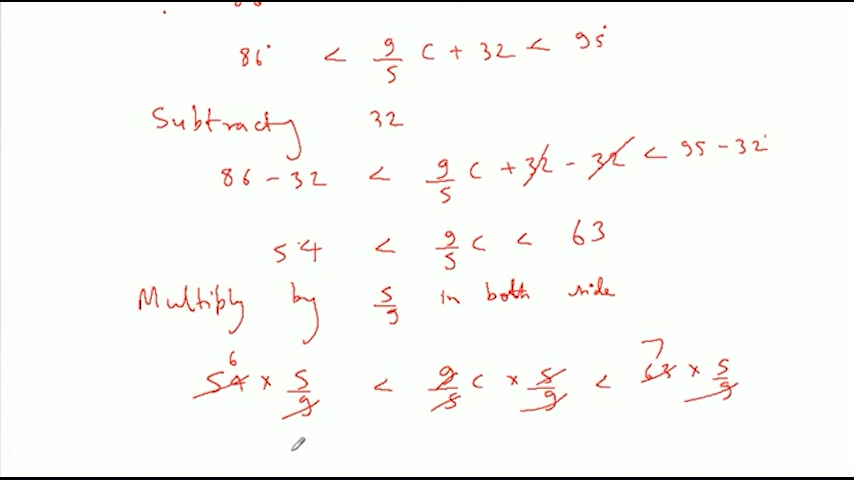 86° < 9/5 C + 32 < 95°
Subtracty 32
86 - 32 < 9/5 C + 32 - 32 < 95 - 32
54 < 9/5 C < 63
Multiply by 5/9 in both side
6 7
54 × 5/9 < 9/5 C × 5/9 < 63 × 5/9